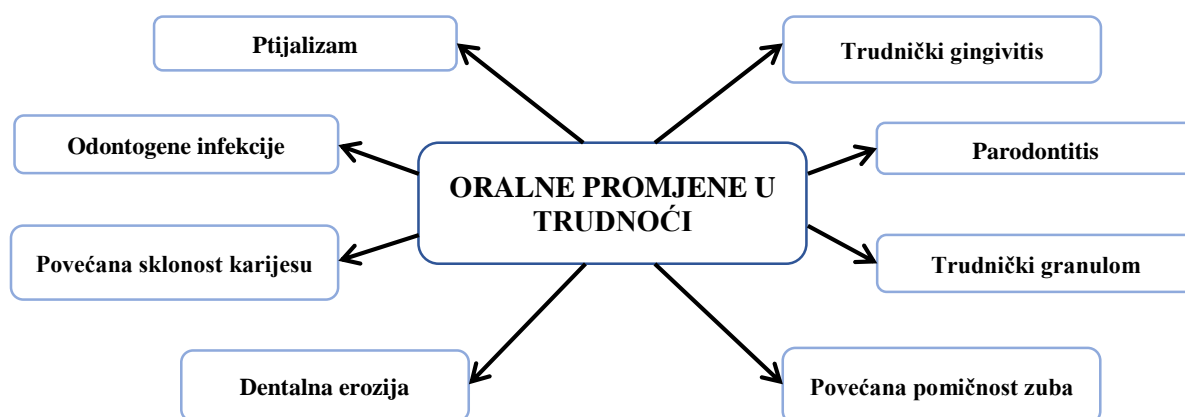 Ptijalizam
Trudnički gingivitis
Odontogene infekcije
Parodontitis
ORALNE PROMJENE U
TRUDNOĆI
Povećana sklonost karijesu
Trudnički granulom
Dentalna erozija
Povećana pomičnost zuba